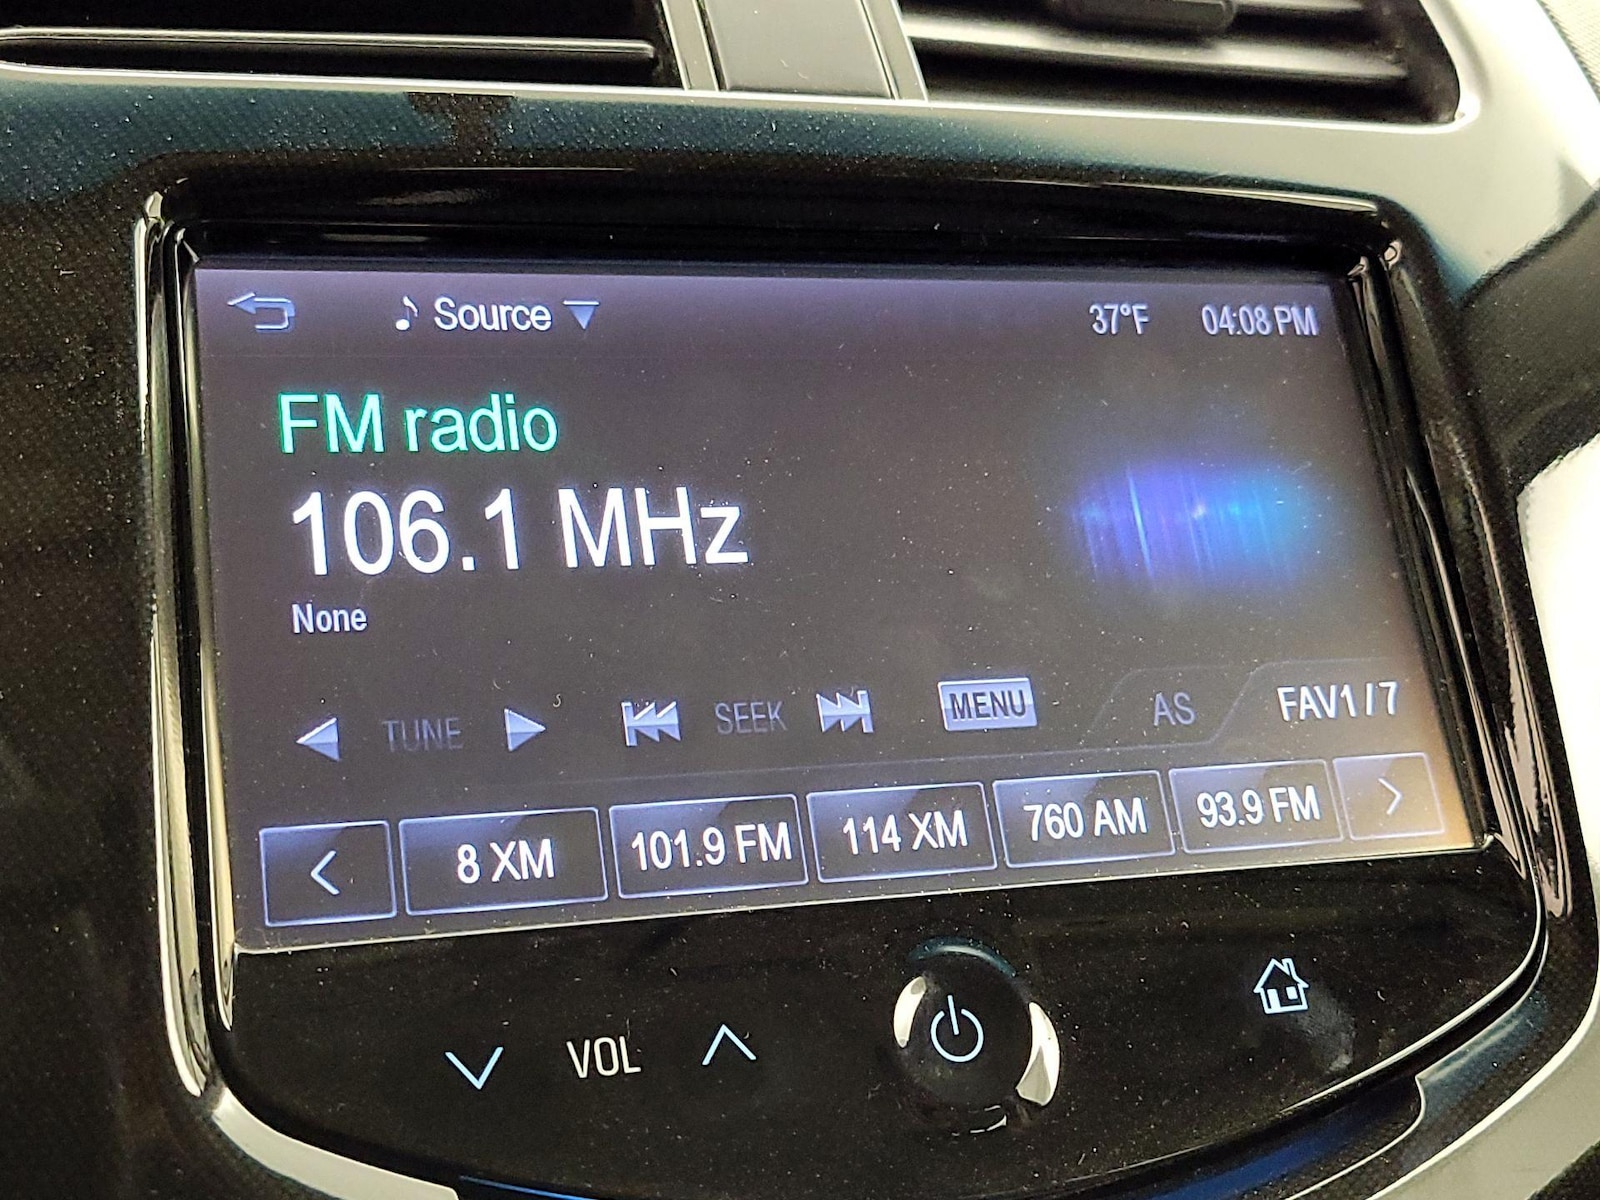 Source 37°F 04:08 PM
FM radio
106.1 MHz
None
TUNE SEEK MENU AS FAV1/7
8 XM 101.9 FM 114 XM 760 AM 93.9 FM
VOL